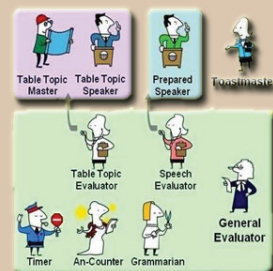 Table Topic Table Topic Prepared
Master Speaker Speaker
Toastmaster
Table Topic Speech
Evaluator Evaluator
General
Evaluator
Timer An-Counter Grammarian